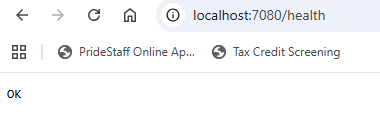 localhost:7080/health
PrideStaff Online Ap... Tax Credit Screening
OK